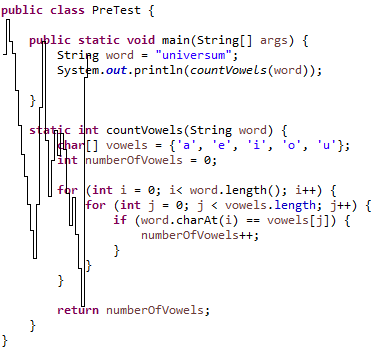 public class PreTest {
public static void main(String[] args) {
String word = "universum";
System.out.println(countVowels(word));
}
static int countVowels(String word) {
char[] vowels = {'a', 'e', 'i', 'o', 'u'};
int numberOfVowels = 0;
for (int i = 0; i< word.length(); i++) {
for (int j = 0; j < vowels.length; j++) {
if (word.charAt(i) == vowels[j]) {
numberOfVowels++;
}
}
}
return numberOfVowels;
}
}